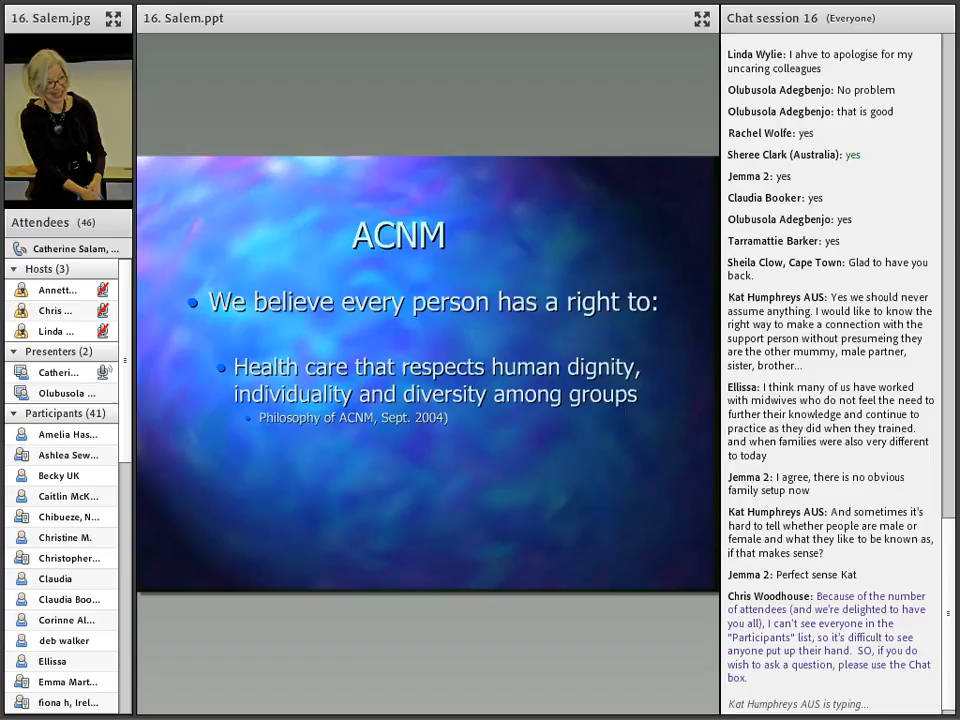 16. Salem.jpg
Attendees (46)
Catherine Salam, ...
Hosts (3)
Annett...
Chris ...
Linda ...
Presenters (2)
Catheri...
Olubusola ...
Participants (41)
Amelia Has...
Ashlea Sew...
Becky UK
Caitlin McK...
Chibueze, N...
Christine M.
Christopher...
Claudia
Claudia Boo...
Corinne Al...
deb walker
Ellissa
Emma Mart...
fiona h, Irel...
16. Salem.ppt
ACNM
• We believe every person has a right to:
• Health care that respects human dignity,
individuality and diversity among groups
• Philosophy of ACNM, Sept. 2004)
Chat session 16 (Everyone)
Linda Wylie: I ahve to apologise for my
uncaring colleagues
Olubusola Adegbenjo: No problem
Olubusola Adegbenjo: that is good
Rachel Wolfe: yes
Sheree Clark (Australia): yes
Jemma 2: yes
Claudia Booker: yes
Olubusola Adegbenjo: yes
Tarramattie Barker: yes
Sheila Clow, Cape Town: Glad to have you
back.
Kat Humphreys AUS: Yes we should never
assume anything. I would like to know the
right way to make a connection with the
support person without presumeing they
are the other mummy, male partner,
sister, brother...
Ellissa: I think many of us have worked
with midwives who do not feel the need to
further their knowledge and continue to
practice as they did when they trained.
and when families were also very different
to today
Jemma 2: I agree, there is no obvious
family setup now
Kat Humphreys AUS: And sometimes it's
hard to tell whether people are male or
female and what they like to be known as,
if that makes sense?
Jemma 2: Perfect sense Kat
Chris Woodhouse: Because of the number
of attendees (and we're delighted to have
you all), I can't see everyone in the
"Participants" list, so it's difficult to see
anyone put up their hand. SO, if you do
wish to ask a question, please use the Chat
box.
Kat Humphreys AUS is typing...